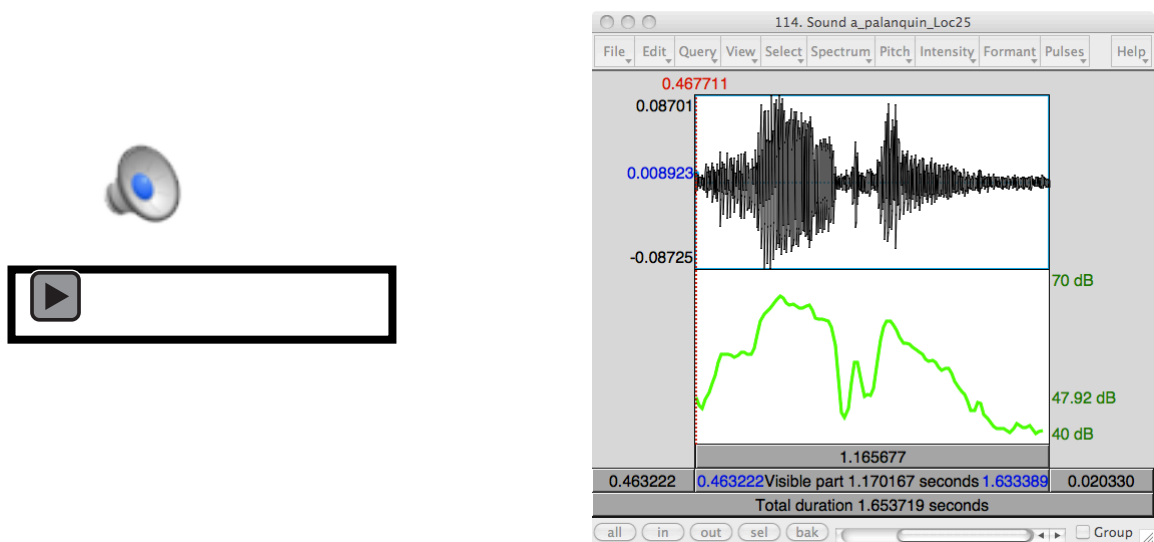 114. Sound a_palanquin_Loc25
File Edit Query View Select Spectrum Pitch Intensity Formant Pulses Help
0.467711
0.08701
0.008923
-0.08725
70 dB
47.92 dB
40 dB
1.165677
0.463222 0.463222 Visible part 1.170167 seconds 1.633389 0.020330
Total duration 1.653719 seconds
all in out sel bak Group